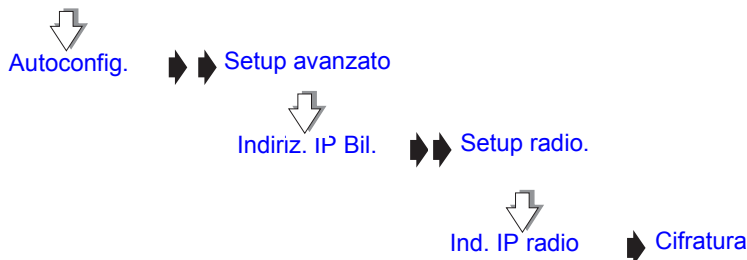 Autoconfig. Setup avanzato
Indiriz. IP Bil. Setup radio.
Ind. IP radio Cifratura